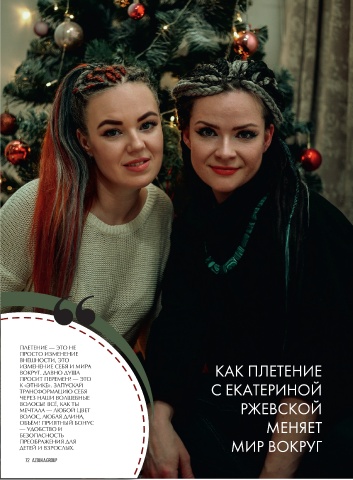 ПЛЕТЕНИЕ — ЭТО НЕ
ПРОСТО ИЗМЕНЕНИЕ
ВНЕШНОСТИ, ЭТО
ИЗМЕНЕНИЕ СЕБЯ И МИРА
ВОКРУГ. ДАВНО ДУША
ПРОСИТ ПЕРЕМЕН? — ЭТО
К «ЭТНИКЕ». ЗАПУСКАЙ
ТРАНСФОРМАЦИЮ СЕБЯ
ЧЕРЕЗ НАШИ ВОЛШЕБНЫЕ
ВОЛОСЫ! ВСЁ, КАК ТЫ
МЕЧТАЛА — ЛЮБОЙ ЦВЕТ
ВОЛОС, ЛЮБАЯ ДЛИНА,
ОБЪЁМ! ПРИЯТНЫЙ БОНУС
— УДОБСТВО И
БЕЗОПАСНОСТЬ
ПРЕОБРАЖЕНИЯ ДЛЯ
ДЕТЕЙ И ВЗРОСЛЫХ.
КАК ПЛЕТЕНИЕ
С ЕКАТЕРИНОЙ
РЖЕВСКОЙ
МЕНЯЕТ
МИР ВОКРУГ